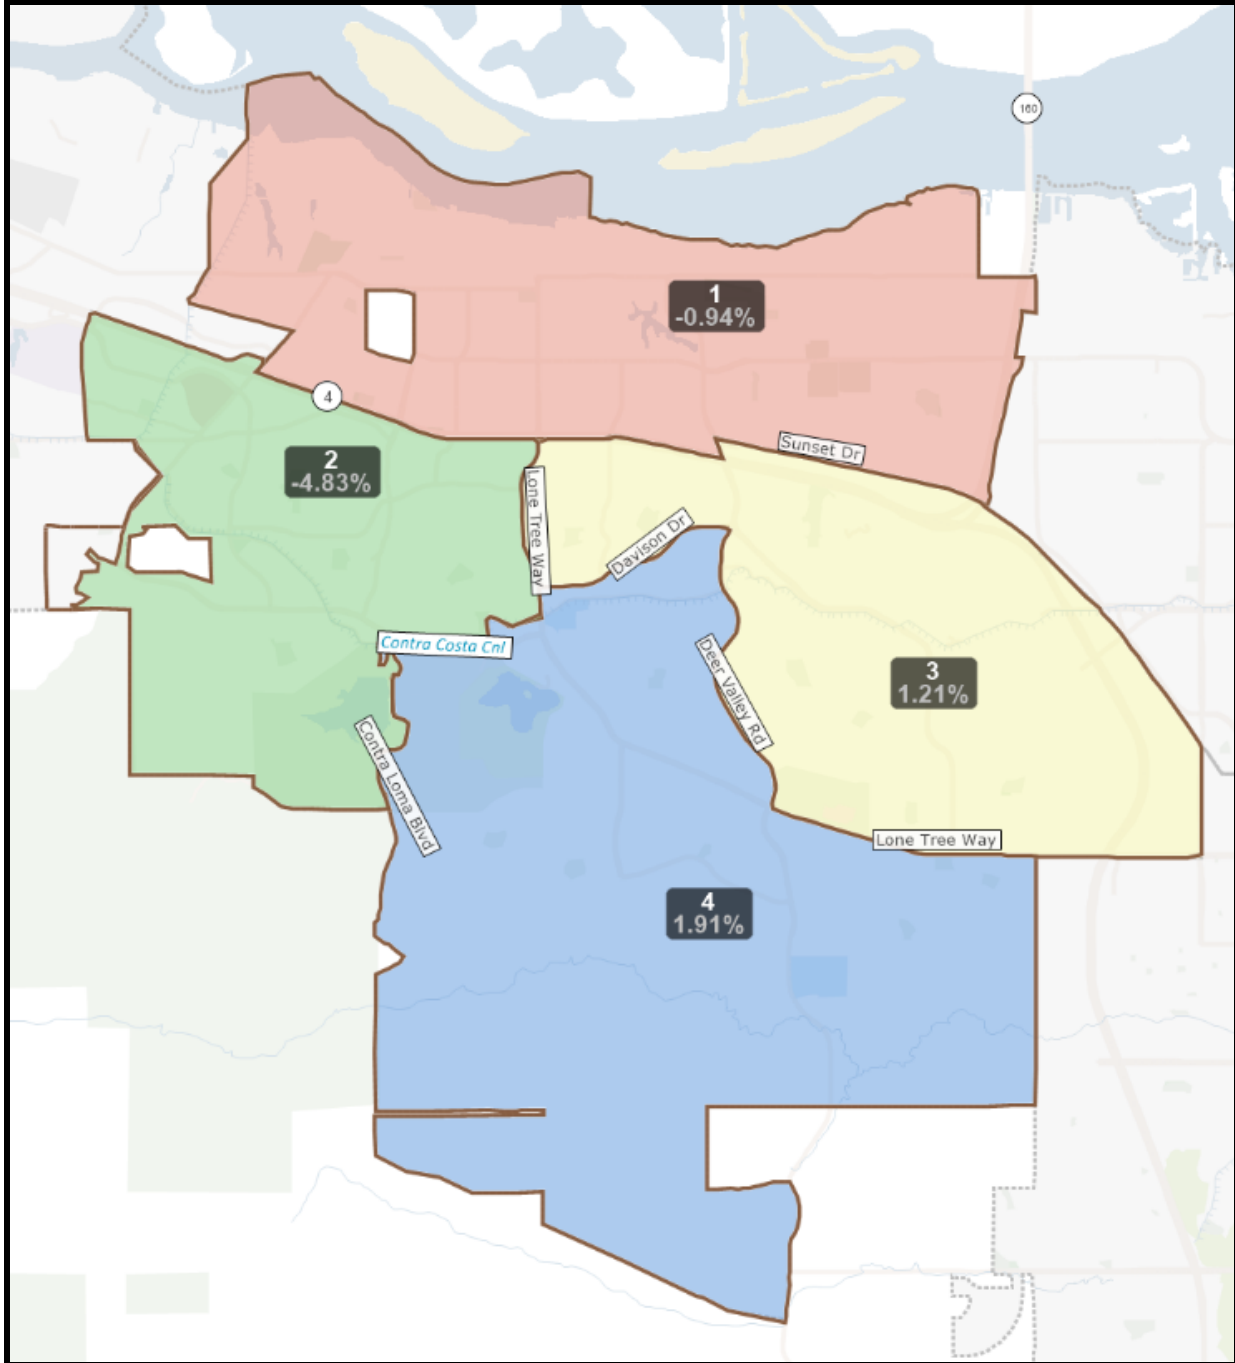 160
1
-0.94%
4
Sunset Dr
2
-4.83%
Lone Tree Way
Davison Dr
Contra Costa Cnl
Deer Valley Rd
3
1.21%
Contra Loma Blvd
Lone Tree Way
4
1.91%